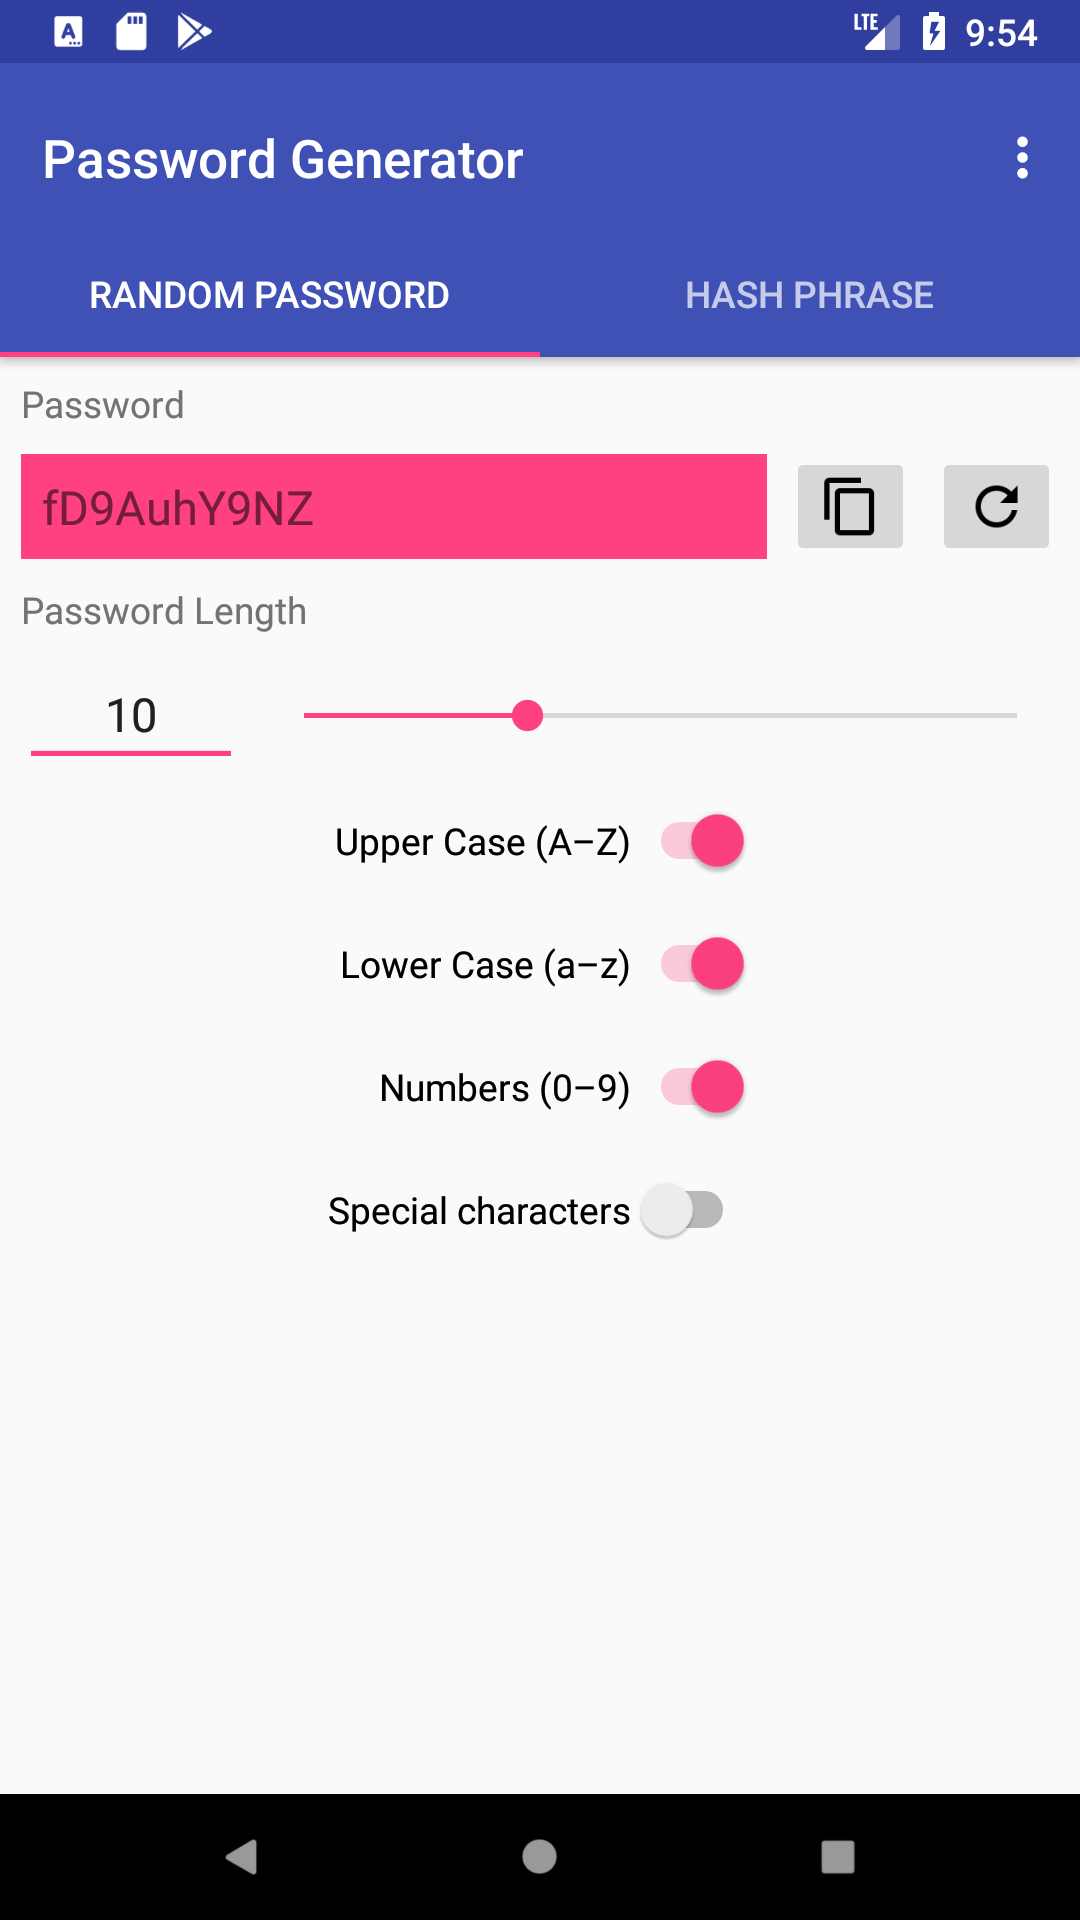 LTE 9:54
Password Generator
RANDOM PASSWORD HASH PHRASE
Password
fD9AuhY9NZ
Password Length
10
Upper Case (A–Z)
Lower Case (a–z)
Numbers (0–9)
Special characters